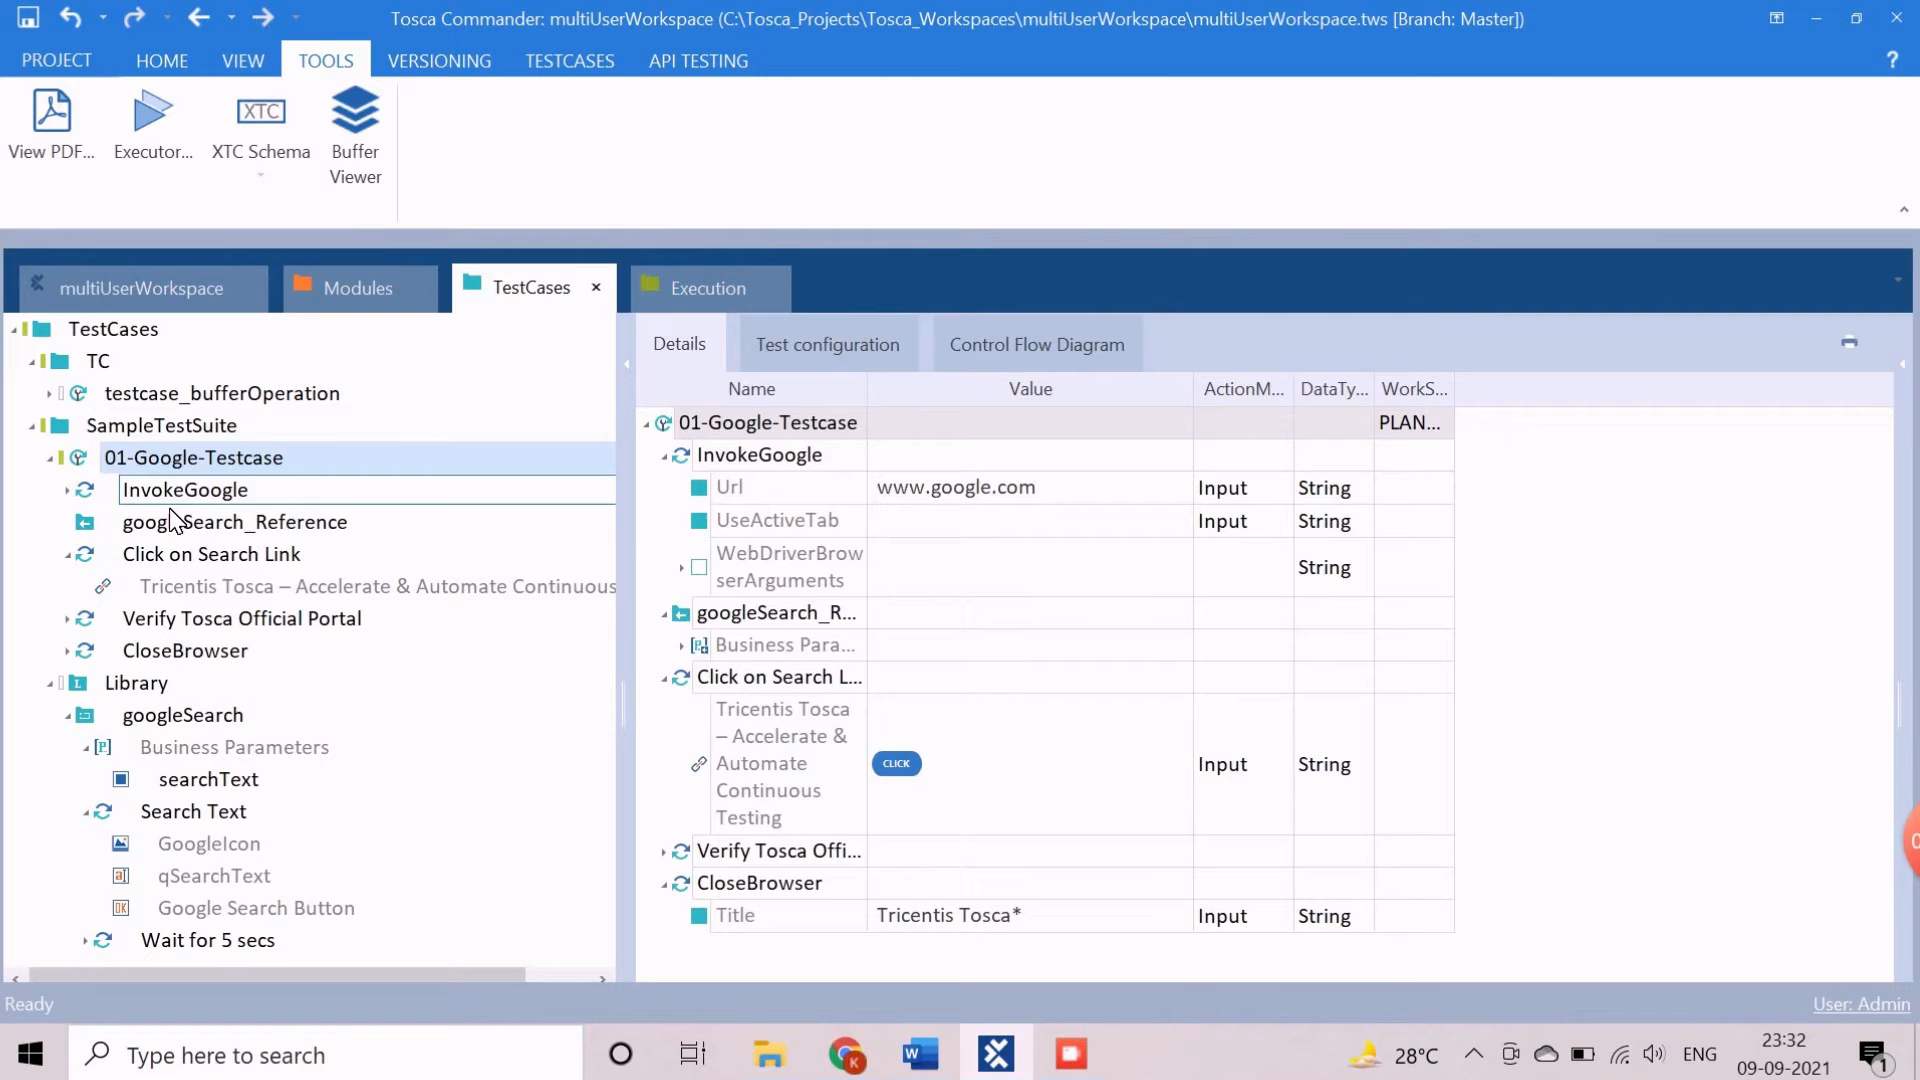 Tosca Commander: multiUserWorkspace (C:\Tosca_Projects\Tosca_Workspaces\multiUserWorkspace\multiUserWorkspace.tws [Branch: Master])
PROJECT HOME VIEW TOOLS VERSIONING TESTCASES API TESTING ?
View PDF... Executor... XTC XTC Schema Buffer Viewer
multiUserWorkspace Modules TestCases × Execution
TestCases
TC
testcase_bufferOperation
SampleTestSuite
01-Google-Testcase
InvokeGoogle
googleSearch_Reference
Click on Search Link
Tricentis Tosca – Accelerate & Automate Continuous
Verify Tosca Official Portal
CloseBrowser
L Library
googleSearch
[P] Business Parameters
searchText
Search Text
GoogleIcon
a] qSearchText
OK Google Search Button
Wait for 5 secs
Details Test configuration Control Flow Diagram
Name Value ActionM... DataTy... WorkS...
01-Google-Testcase PLAN...
InvokeGoogle
Url www.google.com Input String
UseActiveTab Input String
WebDriverBrow
serArguments String
googleSearch_R...
Business Para...
Click on Search L...
Tricentis Tosca
– Accelerate &
Automate CLICK Input String
Continuous
Testing
Verify Tosca Offi...
CloseBrowser
Title Tricentis Tosca* Input String
Ready User: Admin
Type here to search K W 28°C ENG 23:32
09-09-2021 1